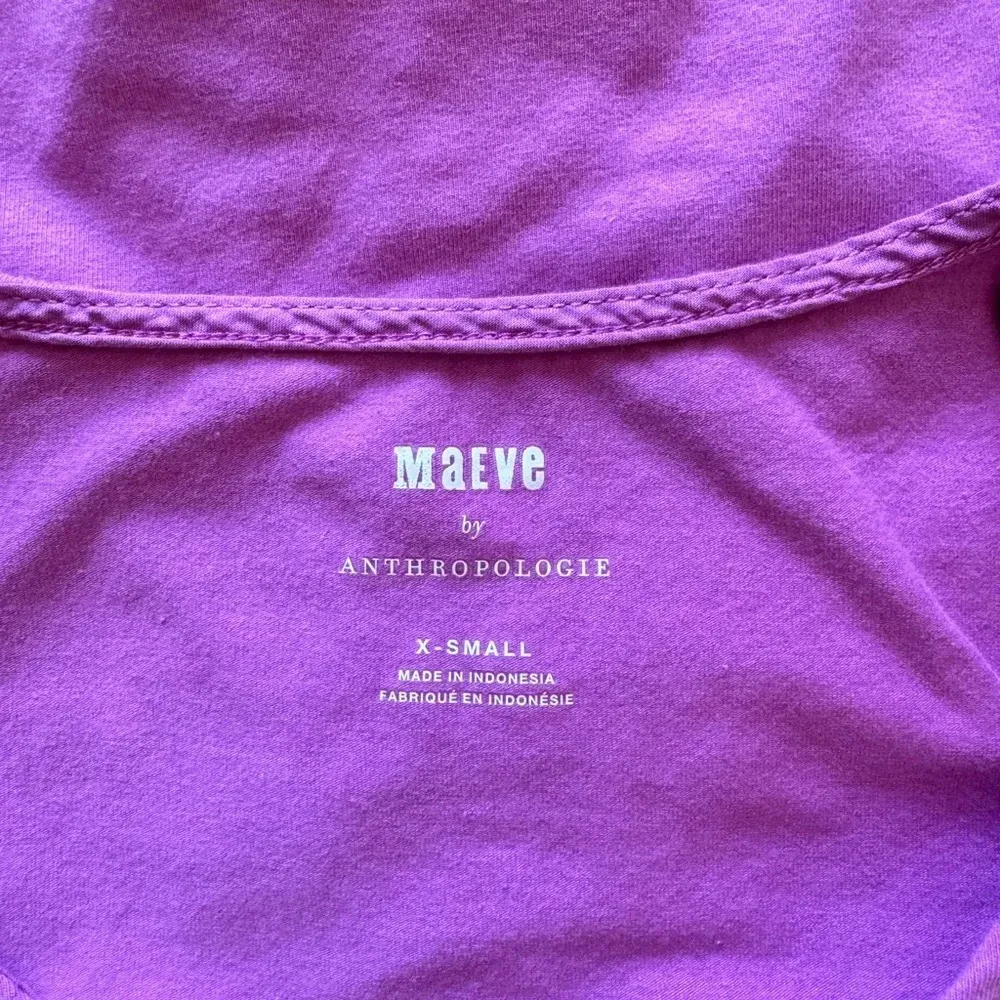 MaEVe
by
ANTHROPOLOGIE
X-SMALL
MADE IN INDONESIA
FABRIQUÉ EN INDONÉSIE